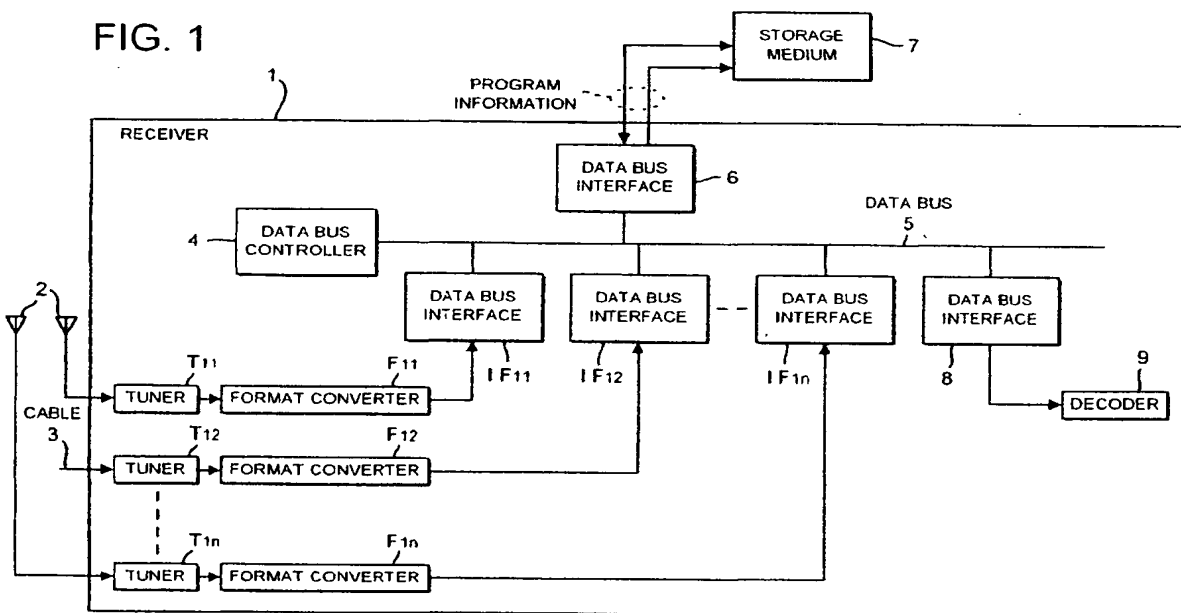 FIG. 1
STORAGE
MEDIUM
7
PROGRAM
INFORMATION
1
RECEIVER
DATA BUS
INTERFACE
6
DATA BUS
5
4
DATA BUS
CONTROLLER
DATA BUS
INTERFACE
DATA BUS
INTERFACE
DATA BUS
INTERFACE
DATA BUS
INTERFACE
2
IF11
IF12
IF1n
8
9
DECODER
T11
F11
TUNER
FORMAT CONVERTER
CABLE
3
T12
F12
TUNER
FORMAT CONVERTER
T1n
F1n
TUNER
FORMAT CONVERTER